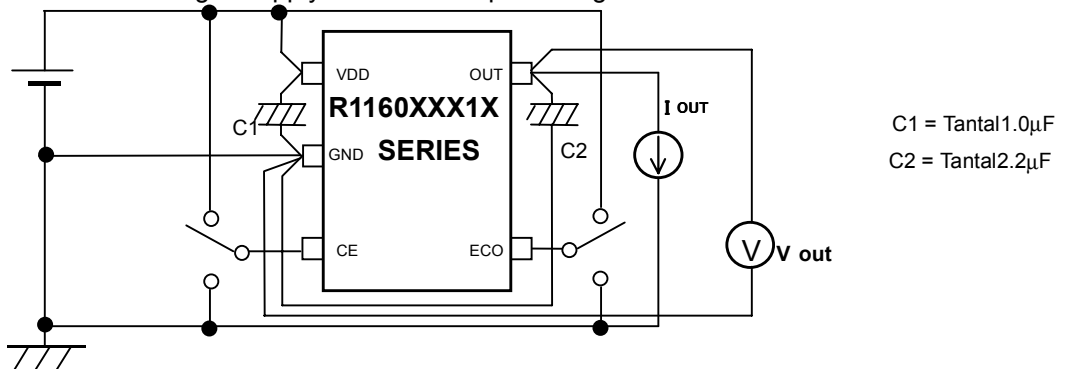 VDD
OUT
R1160XXX1X
SERIES
C1
GND
C2
CE
ECO
I OUT
V
V out
C1 = Tantal1.0μF
C2 = Tantal2.2μF